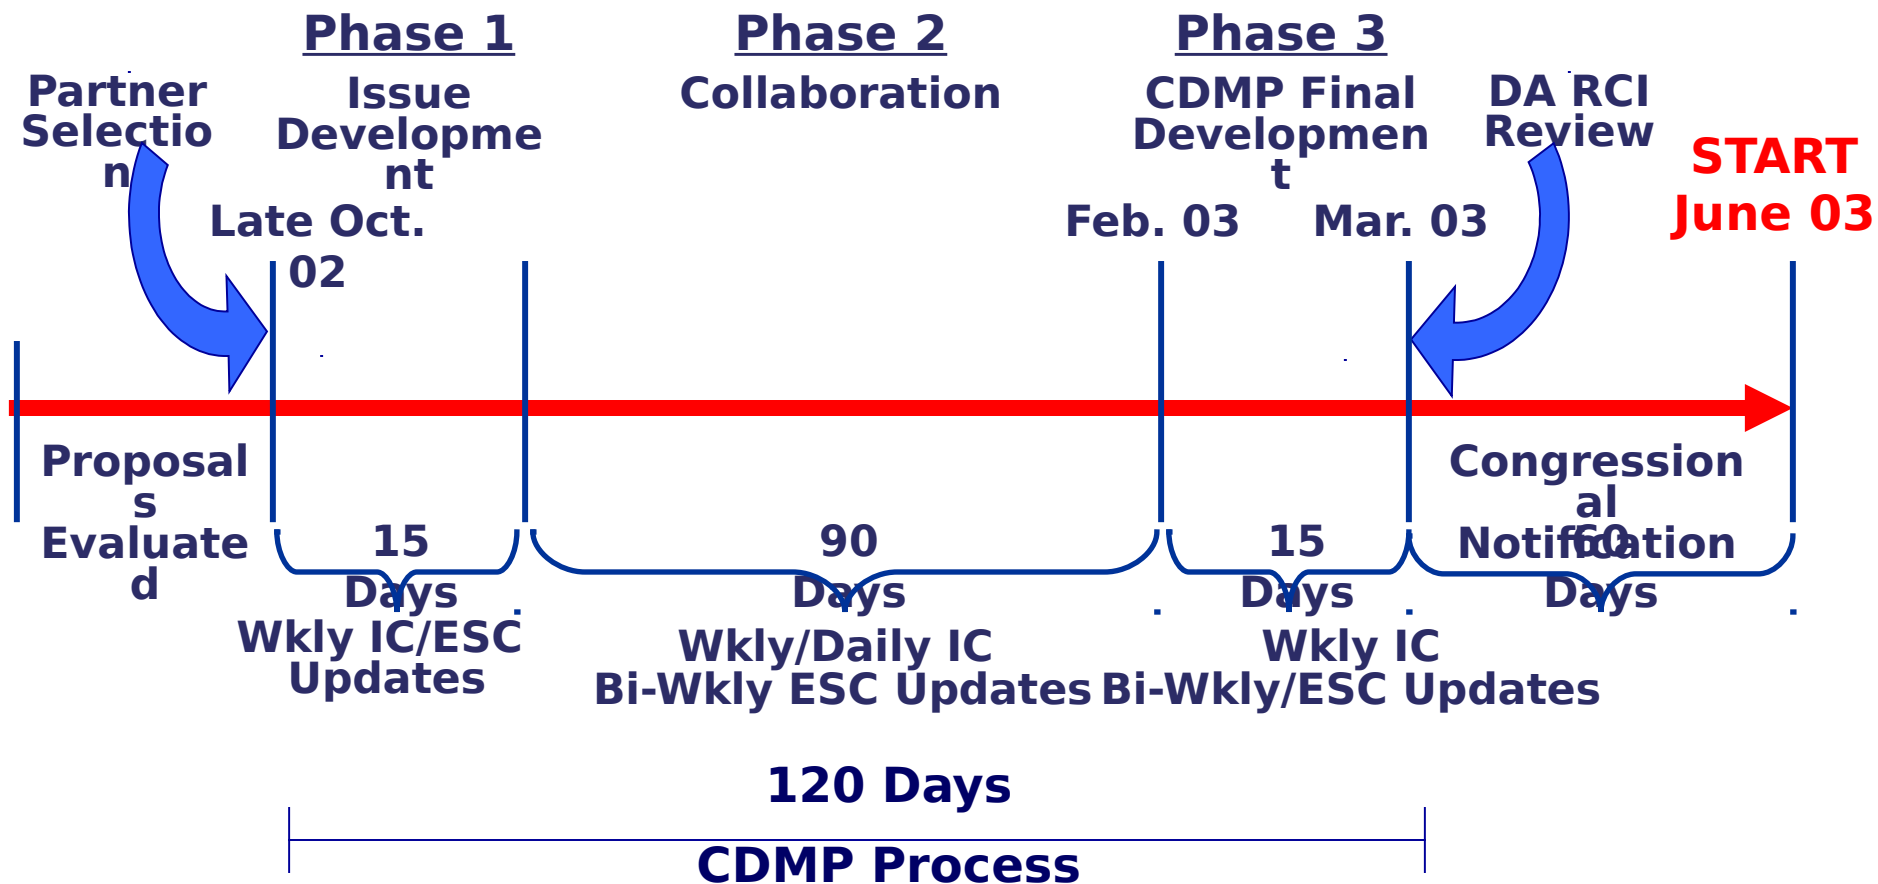 Phase 1
Phase 2
Phase 3
Partner
Selectio
n
Issue
Developme
nt
Collaboration
CDMP Final
Developmen
t
DA RCI
Review
START
June 03
Late Oct.
02
Feb. 03
Mar. 03
Proposal
s
Evaluate
d
Congression
al
Notification
15
Days
90
Days
15
Days
60
Days
Wkly IC/ESC
Updates
Wkly/Daily IC
Bi-Wkly ESC Updates
Wkly IC
Bi-Wkly/ESC Updates
120 Days
CDMP Process